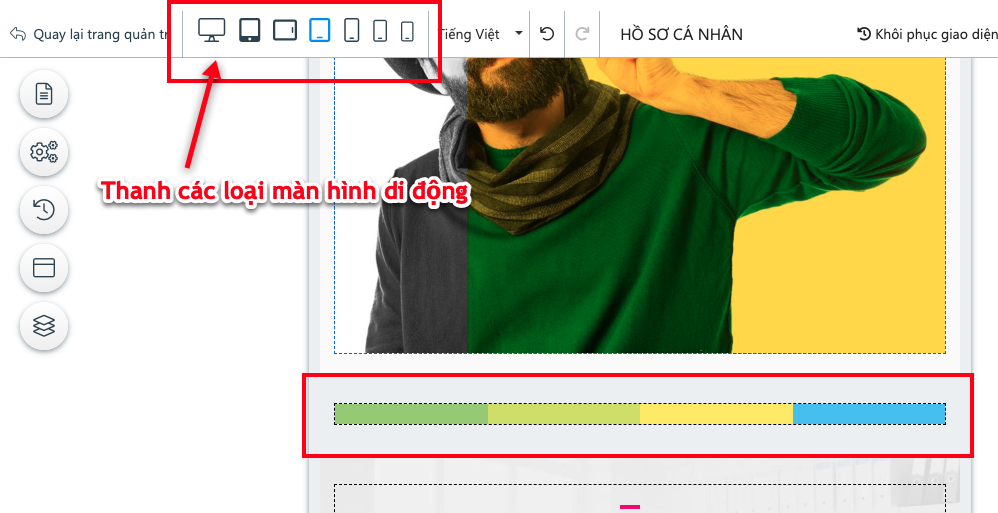 Quay lại trang quản tr
Tiếng Việt
HỒ SƠ CÁ NHÂN
Khôi phục giao diện
Thanh các loại màn hình di động